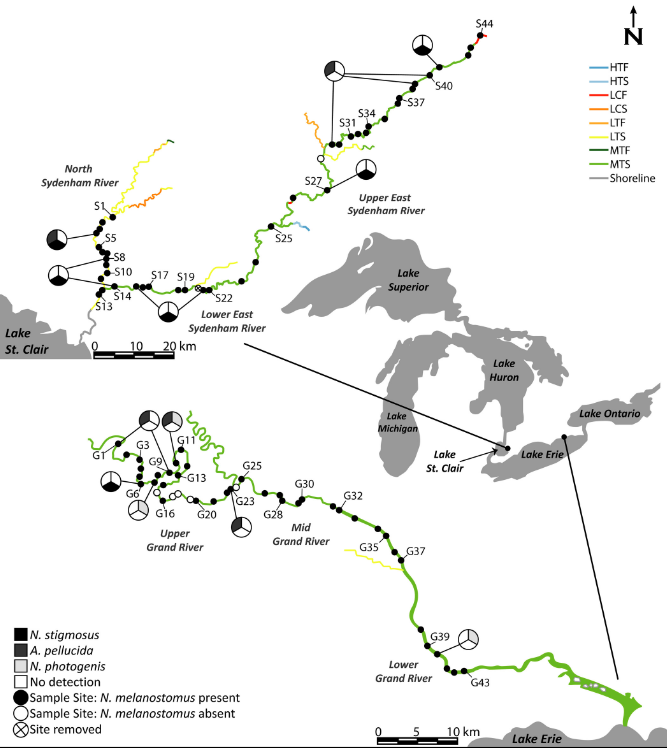 S44
N
HTF
HTS
LCF
LCS
LTF
LTS
MTF
MTS
Shoreline
S40
S37
S34
S31
S27
Upper East
Sydenham River
North
Sydenham River
S1
S5
S8
S10
S13
S14
S17
S19
S22
S25
Lower East
Sydenham River
Lake
St. Clair
0 10 20 km
Lake
Superior
Lake
Huron
Lake
Michigan
Lake Ontario
Lake Erie
Lake
St. Clair
G1
G3
G6
G9
G11
G13
G16
G20
G23
G25
G28
G30
G32
G35
G37
G39
G43
Upper
Grand River
Mid
Grand River
Lower
Grand River
N. stigmosus
A. pellucida
N. photogenis
No detection
Sample Site: N. melanostomus present
Sample Site: N. melanostomus absent
Site removed
0 5 10 km
Lake Erie